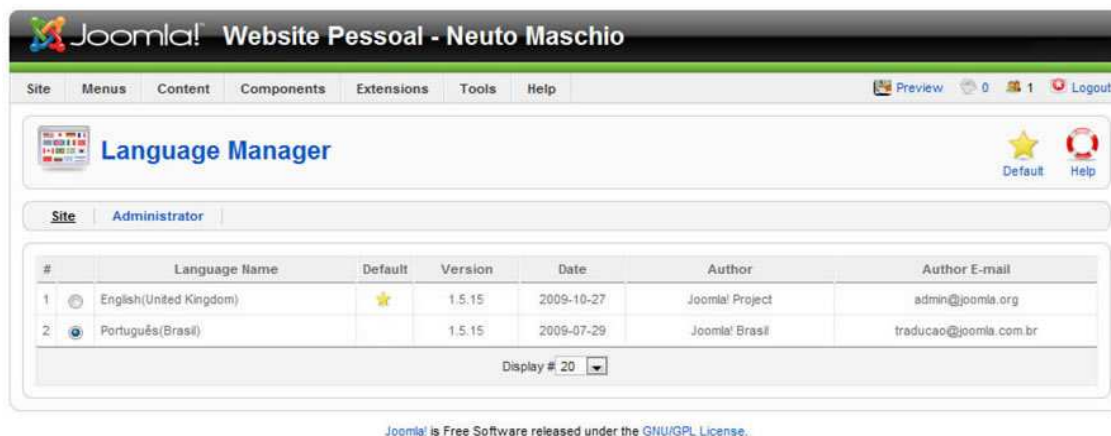 Joomla! Website Pessoal - Neuto Maschio
Site Menus Content Components Extensions Tools Help Preview 0 1 Logout
Language Manager
Default Help
Site Administrator
# Language Name Default Version Date Author Author E-mail
1 English(United Kingdom) 1.5.15 2009-10-27 Joomla! Project admin@joomla.org
2 Português(Brasil) 1.5.15 2009-07-29 Joomla! Brasil traducao@joomla.com.br
Display # 20
Joomla! is Free Software released under the GNU/GPL License.